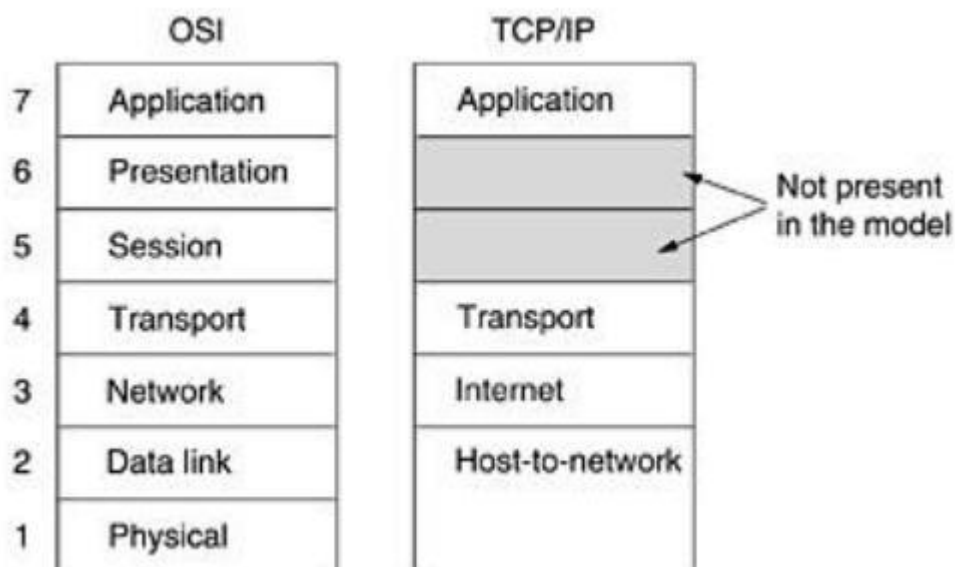 OSI TCP/IP
7 Application Application
6 Presentation
5 Session
Not present
in the model
4 Transport Transport
3 Network Internet
2 Data link Host-to-network
1 Physical